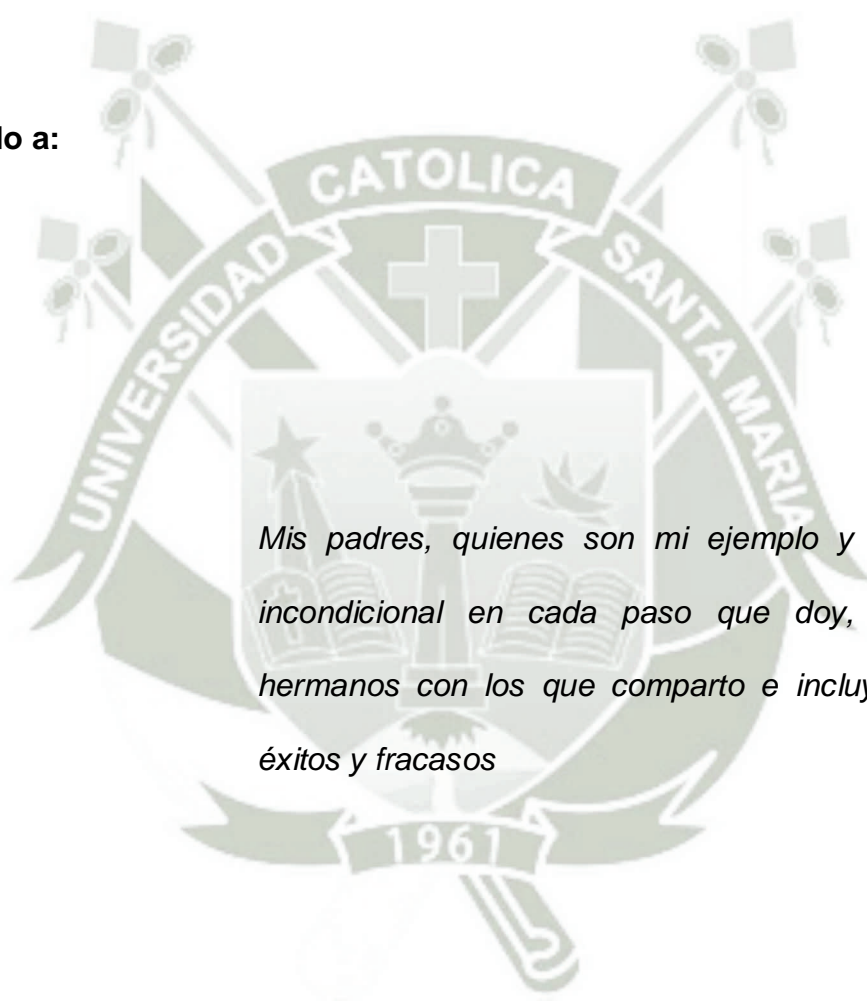 lo a:
CATOLICA
UNIVERSIDAD
SANTA MARIA
Mis padres, quienes son mi ejemplo y
incondicional en cada paso que doy,
hermanos con los que comparto e incluy
éxitos y fracasos
1961